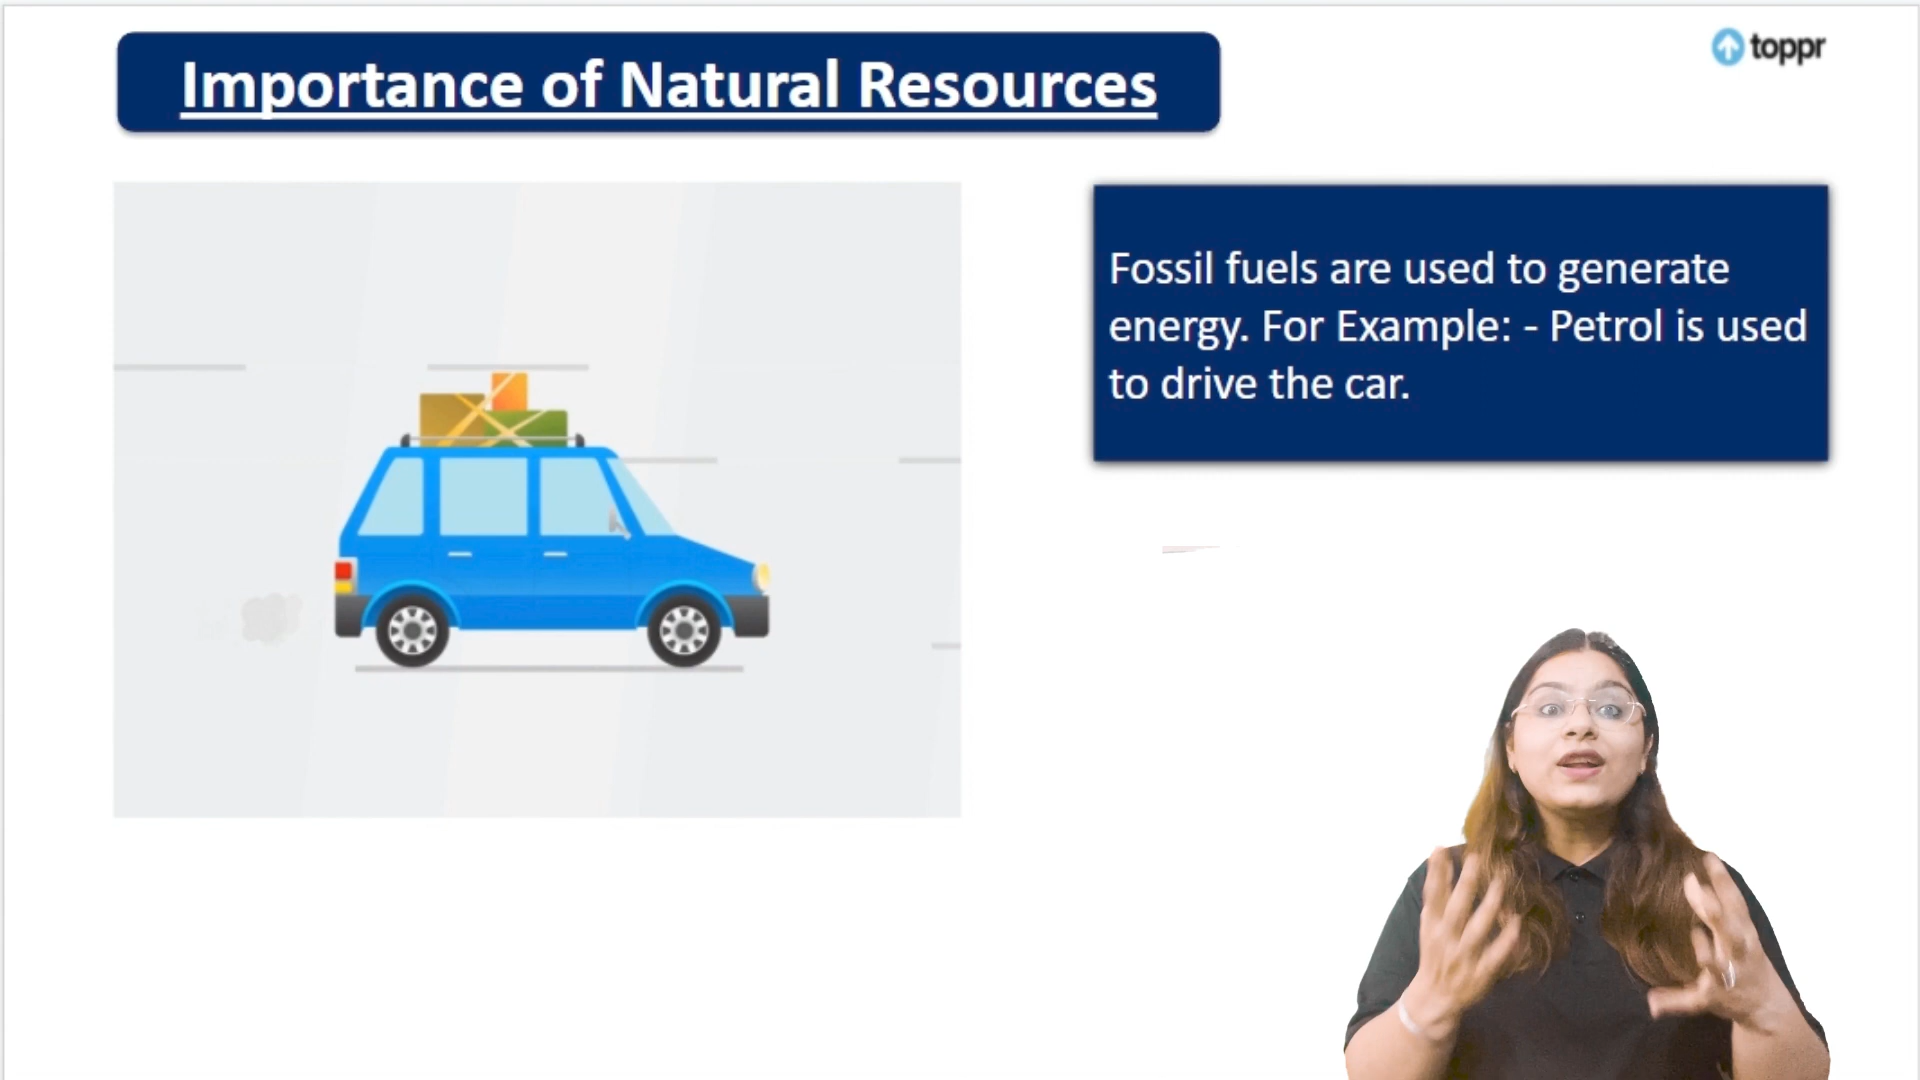 Importance of Natural Resources
toppr
Fossil fuels are used to generate
energy. For Example: - Petrol is used
to drive the car.